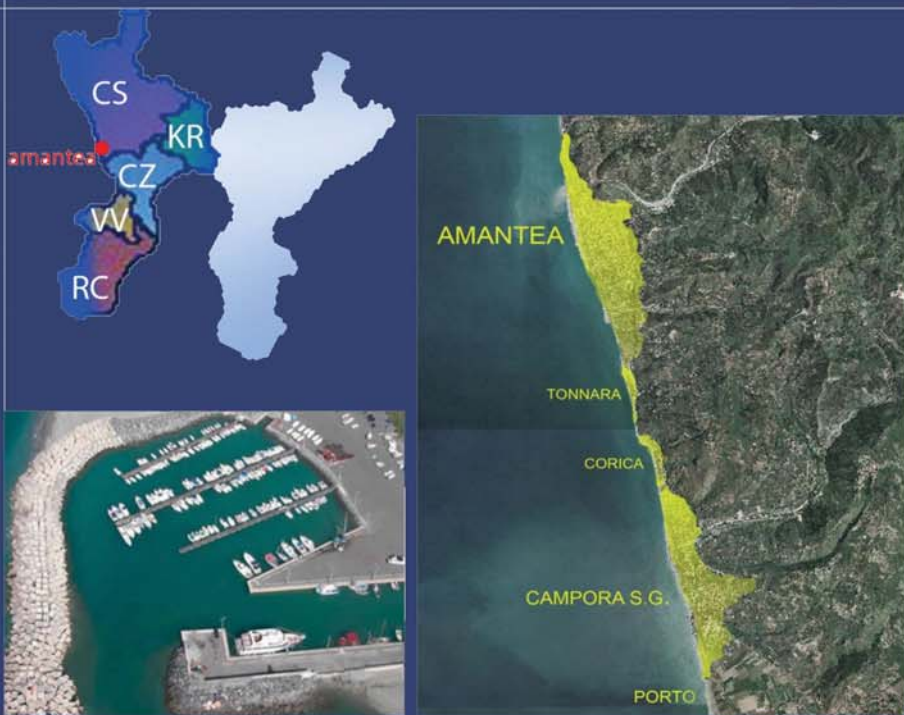 CS
KR
amantea
CZ
VV
RC
AMANTEA
TONNARA
CORICA
CAMPORA S.G.
PORTO